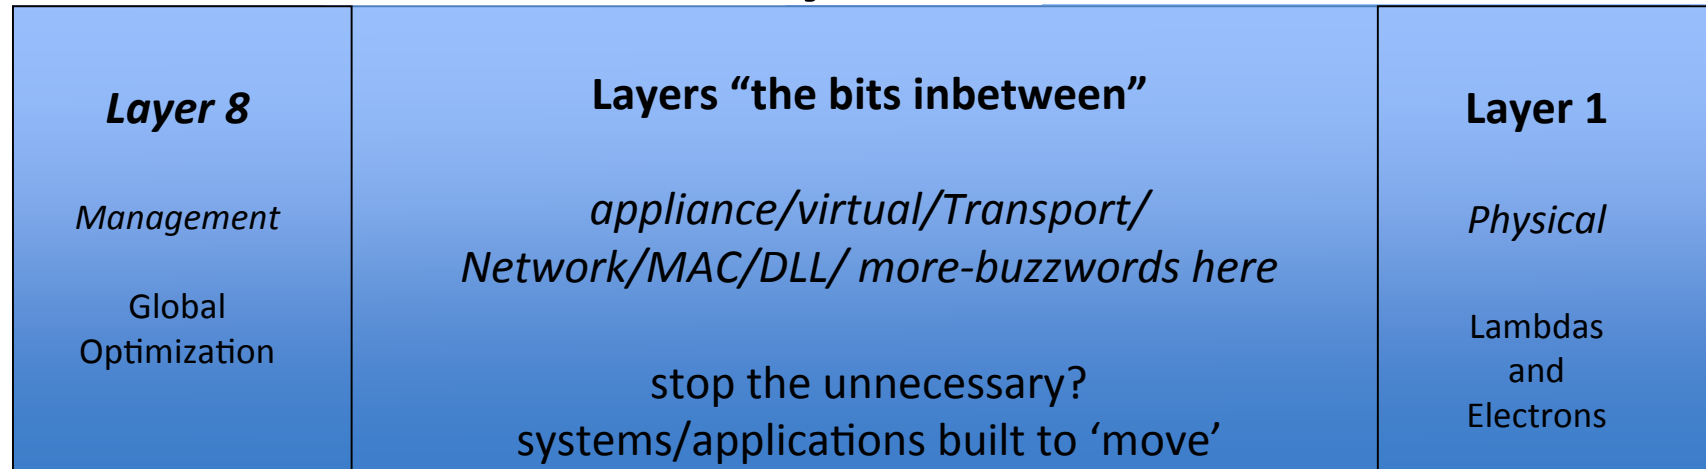 Layer 8
Management
Global
Optimization
Layers “the bits inbetween”
appliance/virtual/Transport/
Network/MAC/DLL/ more-buzzwords here
stop the unnecessary?
systems/applications built to ‘move’
Layer 1
Physical
Lambdas
and
Electrons